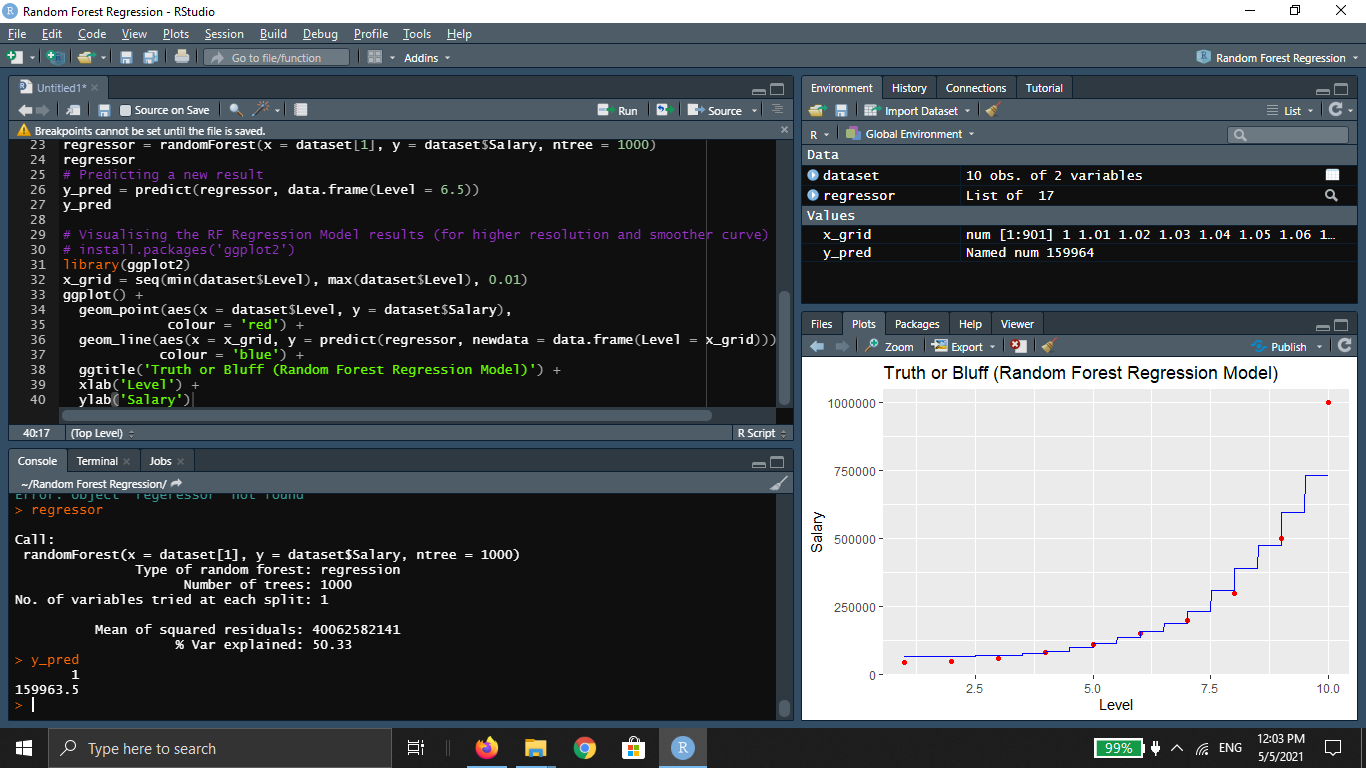 Random Forest Regression - RStudio
File Edit Code View Plots Session Build Debug Profile Tools Help
Go to file/function Addins Random Forest Regression
Untitled1*
Source on Save Run Source
Breakpoints cannot be set until the file is saved.
23 regressor = randomForest(x = dataset[1], y = dataset$Salary, ntree = 1000)
24 regressor
25 # Predicting a new result
26 y_pred = predict(regressor, data.frame(Level = 6.5))
27 y_pred
28
29 # Visualising the RF Regression Model results (for higher resolution and smoother curve)
30 # install.packages('ggplot2')
31 library(ggplot2)
32 x_grid = seq(min(dataset$Level), max(dataset$Level), 0.01)
33 ggplot() +
34 geom_point(aes(x = dataset$Level, y = dataset$Salary),
35 colour = 'red') +
36 geom_line(aes(x = x_grid, y = predict(regressor, newdata = data.frame(Level = x_grid)))
37 colour = 'blue') +
38 ggtitle('Truth or Bluff (Random Forest Regression Model)') +
39 xlab('Level') +
40 ylab('Salary')
40:17 (Top Level) R Script
Console Terminal Jobs
~/Random Forest Regression/
Error: object 'regeressor' not found
> regressor
Call:
randomForest(x = dataset[1], y = dataset$Salary, ntree = 1000)
Type of random forest: regression
Number of trees: 1000
No. of variables tried at each split: 1
Mean of squared residuals: 40062582141
% Var explained: 50.33
> y_pred
1
159963.5
>
Environment History Connections Tutorial
Import Dataset List
R Global Environment
Data
dataset 10 obs. of 2 variables
regressor List of 17
Values
x_grid num [1:901] 1 1.01 1.02 1.03 1.04 1.05 1.06 1…
y_pred Named num 159964
Files Plots Packages Help Viewer
Zoom Export Publish
Truth or Bluff (Random Forest Regression Model)
1000000
750000
500000
250000
0
Salary
2.5 5.0 7.5 10.0
Level
Type here to search
R
99% ENG
12:03 PM
5/5/2021